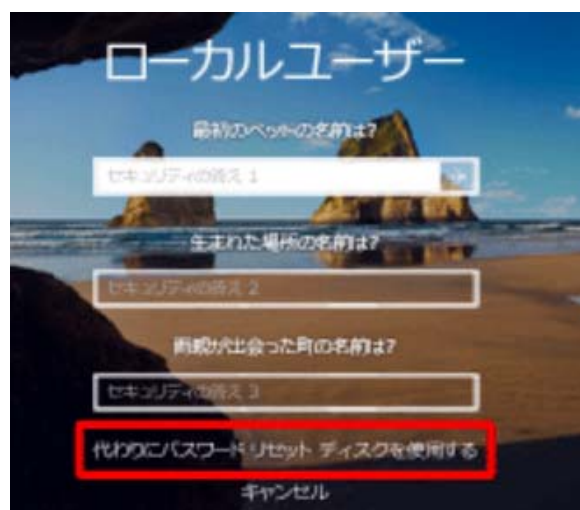 ローカルユーザー
最初のペットの名前は?
セキュリティの答え 1
生まれた場所の名前は?
セキュリティの答え 2
両親が出会った町の名前は?
セキュリティの答え 3
代わりにパスワード リセット ディスクを使用する
キャンセル